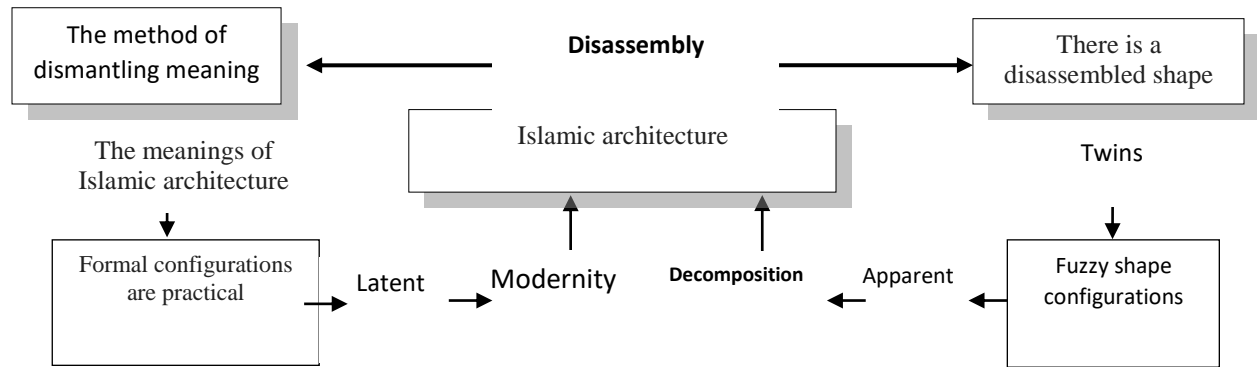 The method of
dismantling meaning
Disassembly
There is a
disassembled shape
Islamic architecture
The meanings of
Islamic architecture
Twins
Formal configurations
are practical
Latent
Modernity
Decomposition
Apparent
Fuzzy shape
configurations